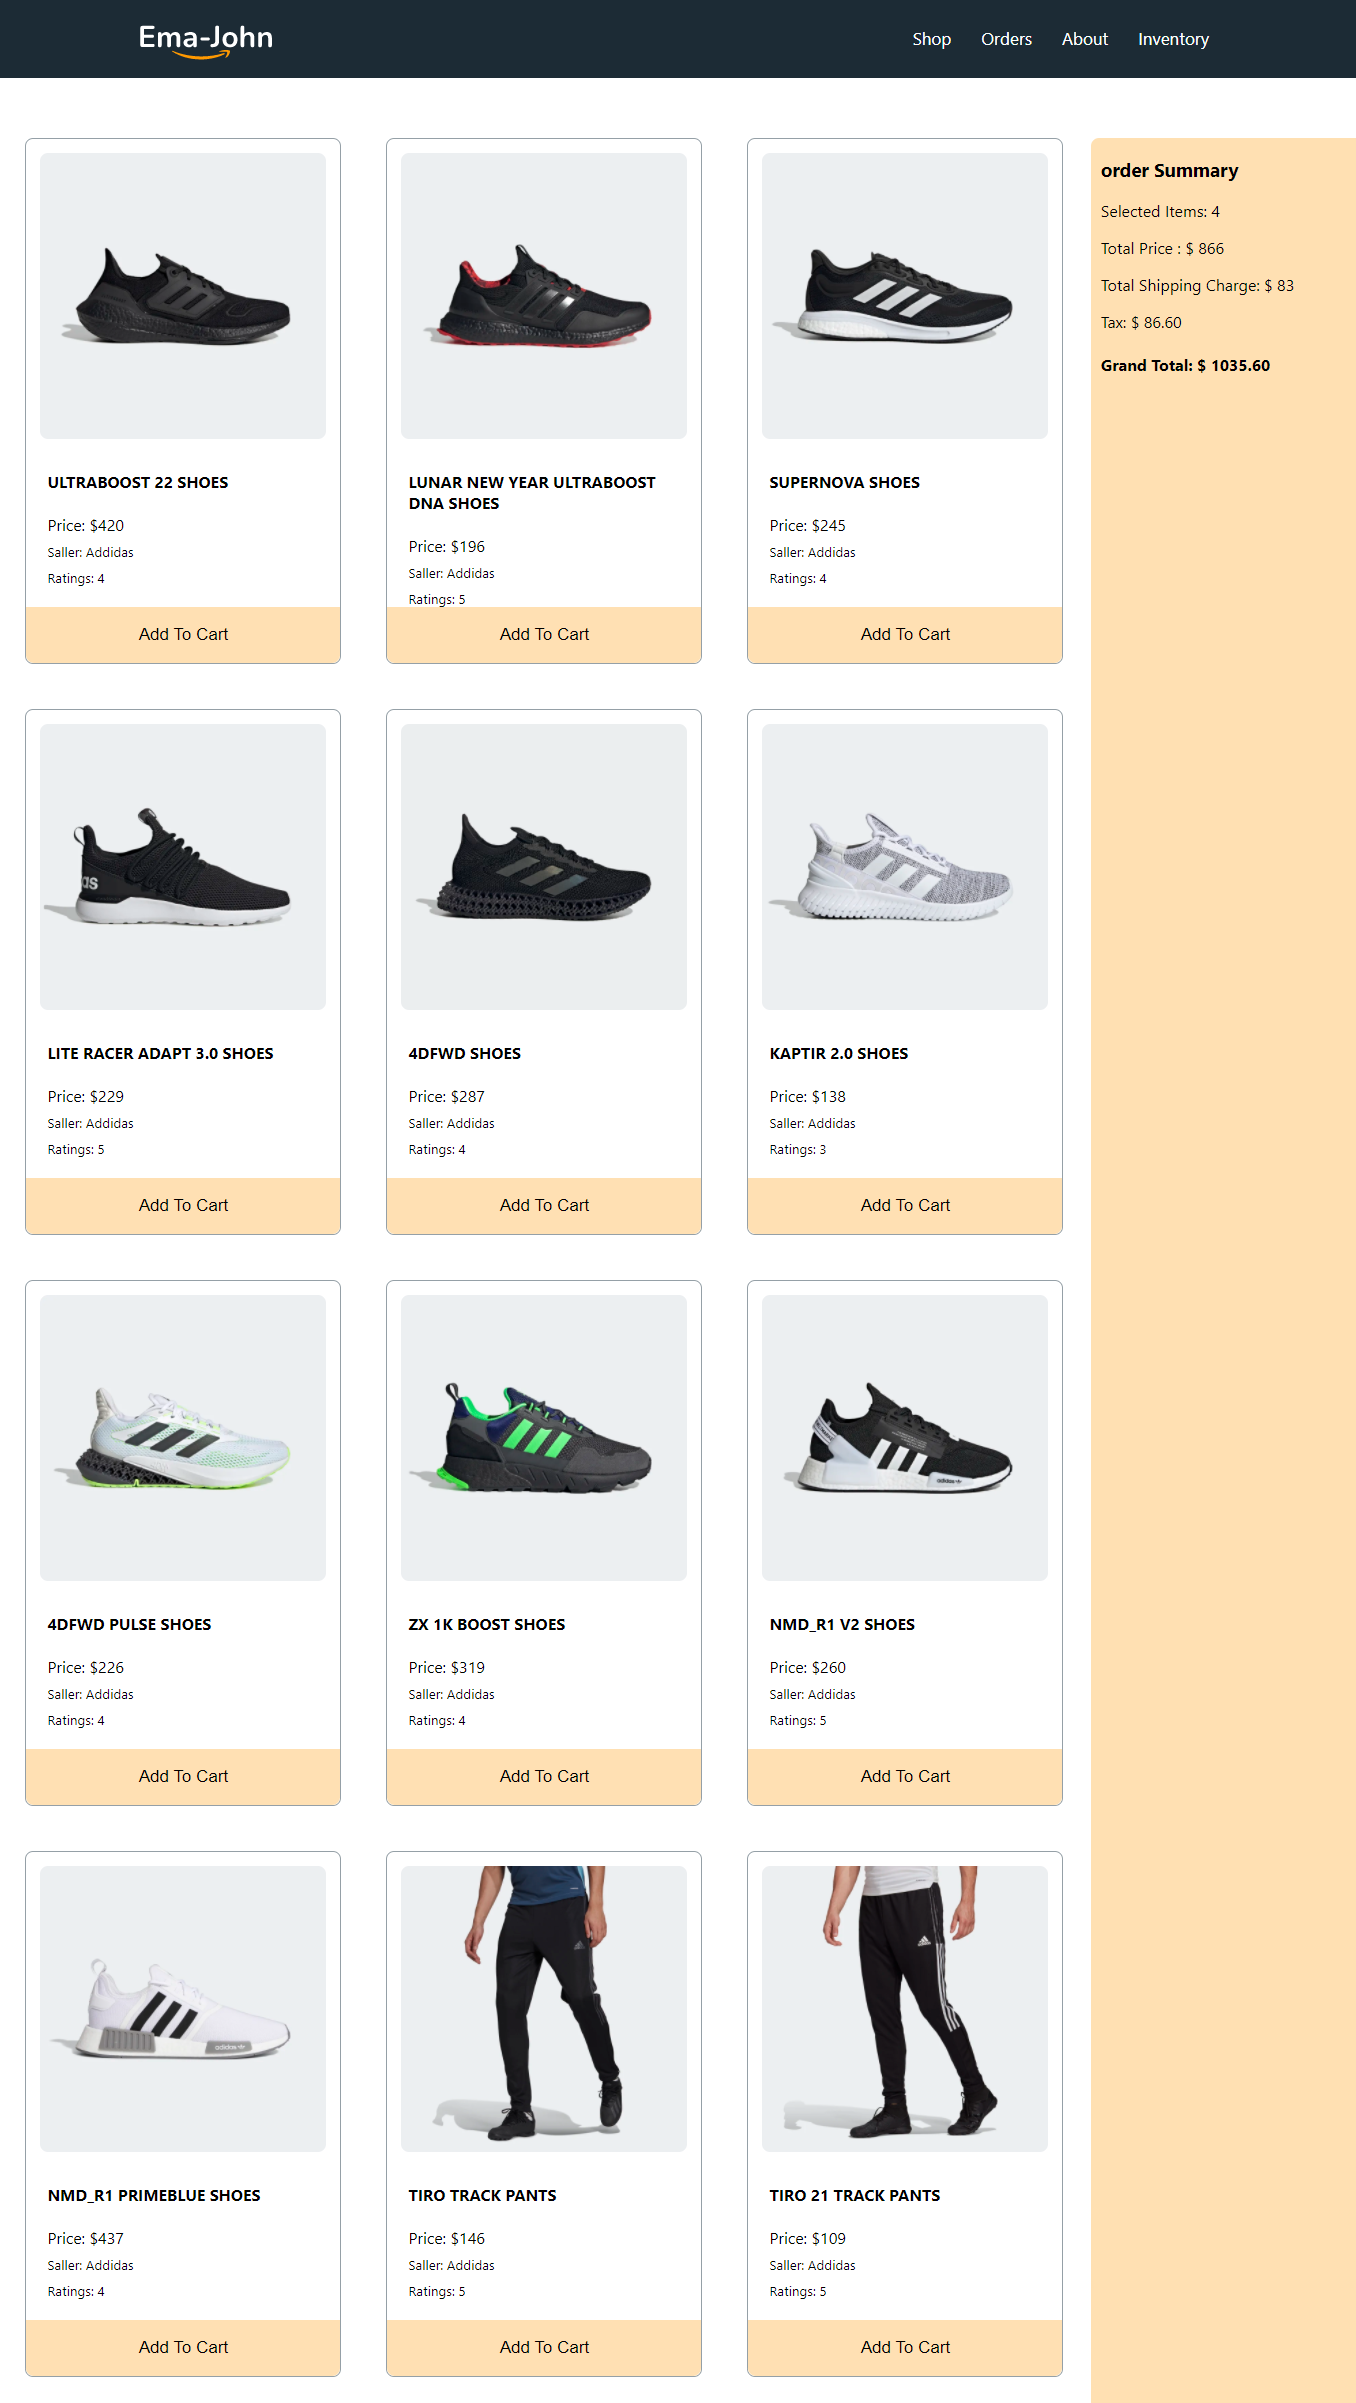 Ema-John
Shop Orders About Inventory
ULTRABOOST 22 SHOES
Price: $420
Saller: Addidas
Ratings: 4
Add To Cart
LUNAR NEW YEAR ULTRABOOST
DNA SHOES
Price: $196
Saller: Addidas
Ratings: 5
Add To Cart
SUPERNOVA SHOES
Price: $245
Saller: Addidas
Ratings: 4
Add To Cart
order Summary
Selected Items: 4
Total Price : $ 866
Total Shipping Charge: $ 83
Tax: $ 86.60
Grand Total: $ 1035.60
as
LITE RACER ADAPT 3.0 SHOES
Price: $229
Saller: Addidas
Ratings: 5
Add To Cart
4DFWD SHOES
Price: $287
Saller: Addidas
Ratings: 4
Add To Cart
KAPTIR 2.0 SHOES
Price: $138
Saller: Addidas
Ratings: 3
Add To Cart
4DFWD PULSE SHOES
Price: $226
Saller: Addidas
Ratings: 4
Add To Cart
ZX 1K BOOST SHOES
Price: $319
Saller: Addidas
Ratings: 4
Add To Cart
adidas
NMD_R1 V2 SHOES
Price: $260
Saller: Addidas
Ratings: 5
Add To Cart
adidas
NMD_R1 PRIMEBLUE SHOES
Price: $437
Saller: Addidas
Ratings: 4
Add To Cart
TIRO TRACK PANTS
Price: $146
Saller: Addidas
Ratings: 5
Add To Cart
TIRO 21 TRACK PANTS
Price: $109
Saller: Addidas
Ratings: 5
Add To Cart